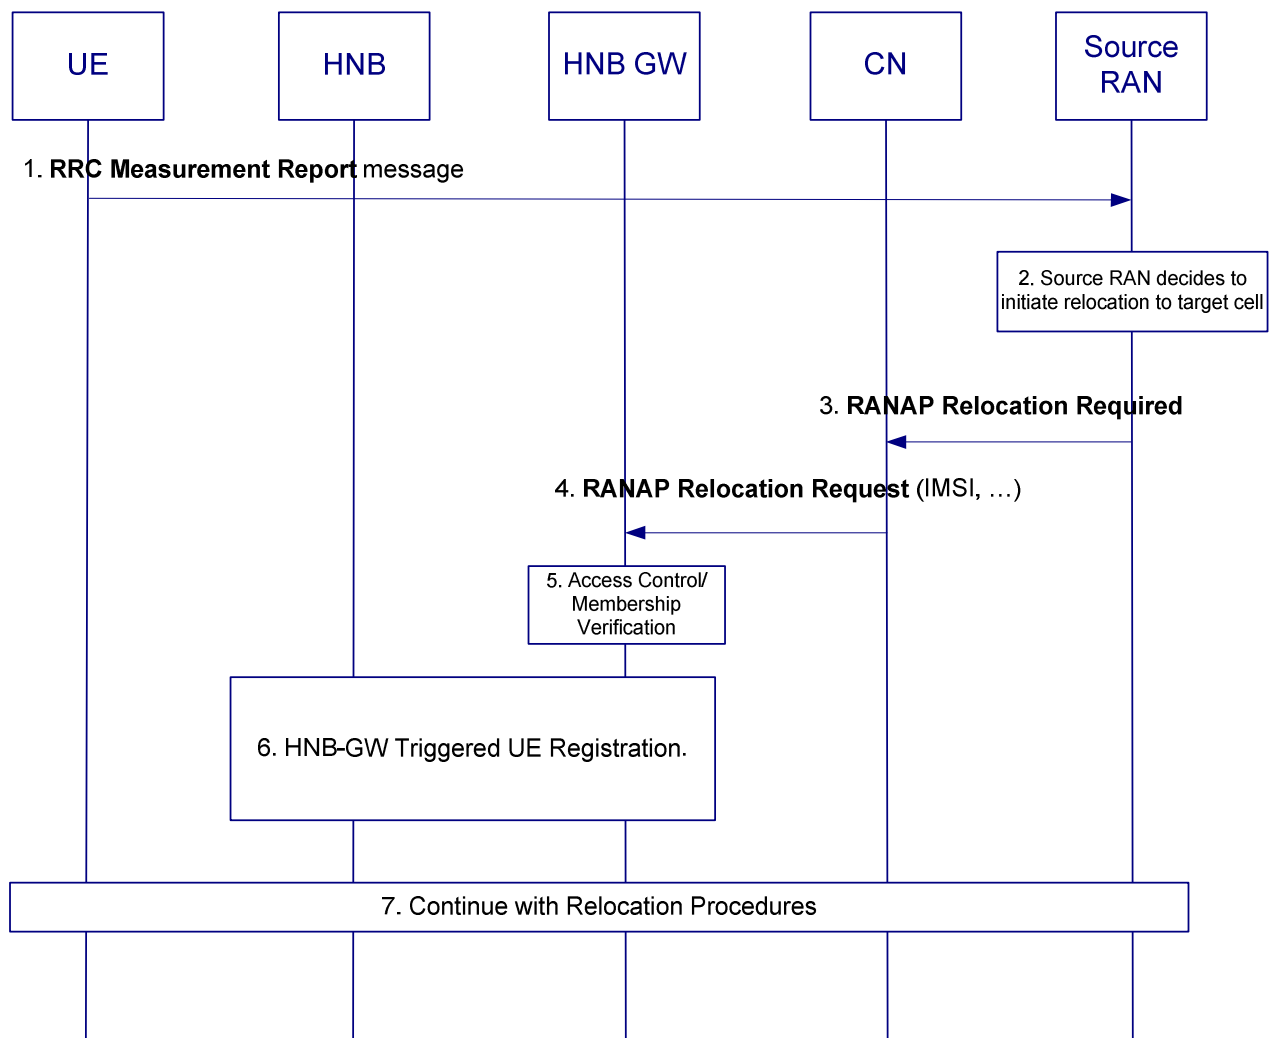 UE
HNB
HNB GW
CN
Source
RAN
1. RRC Measurement Report message
2. Source RAN decides to
initiate relocation to target cell
3. RANAP Relocation Required
4. RANAP Relocation Request (IMSI, …)
5. Access Control/
Membership
Verification
6. HNB-GW Triggered UE Registration.
7. Continue with Relocation Procedures